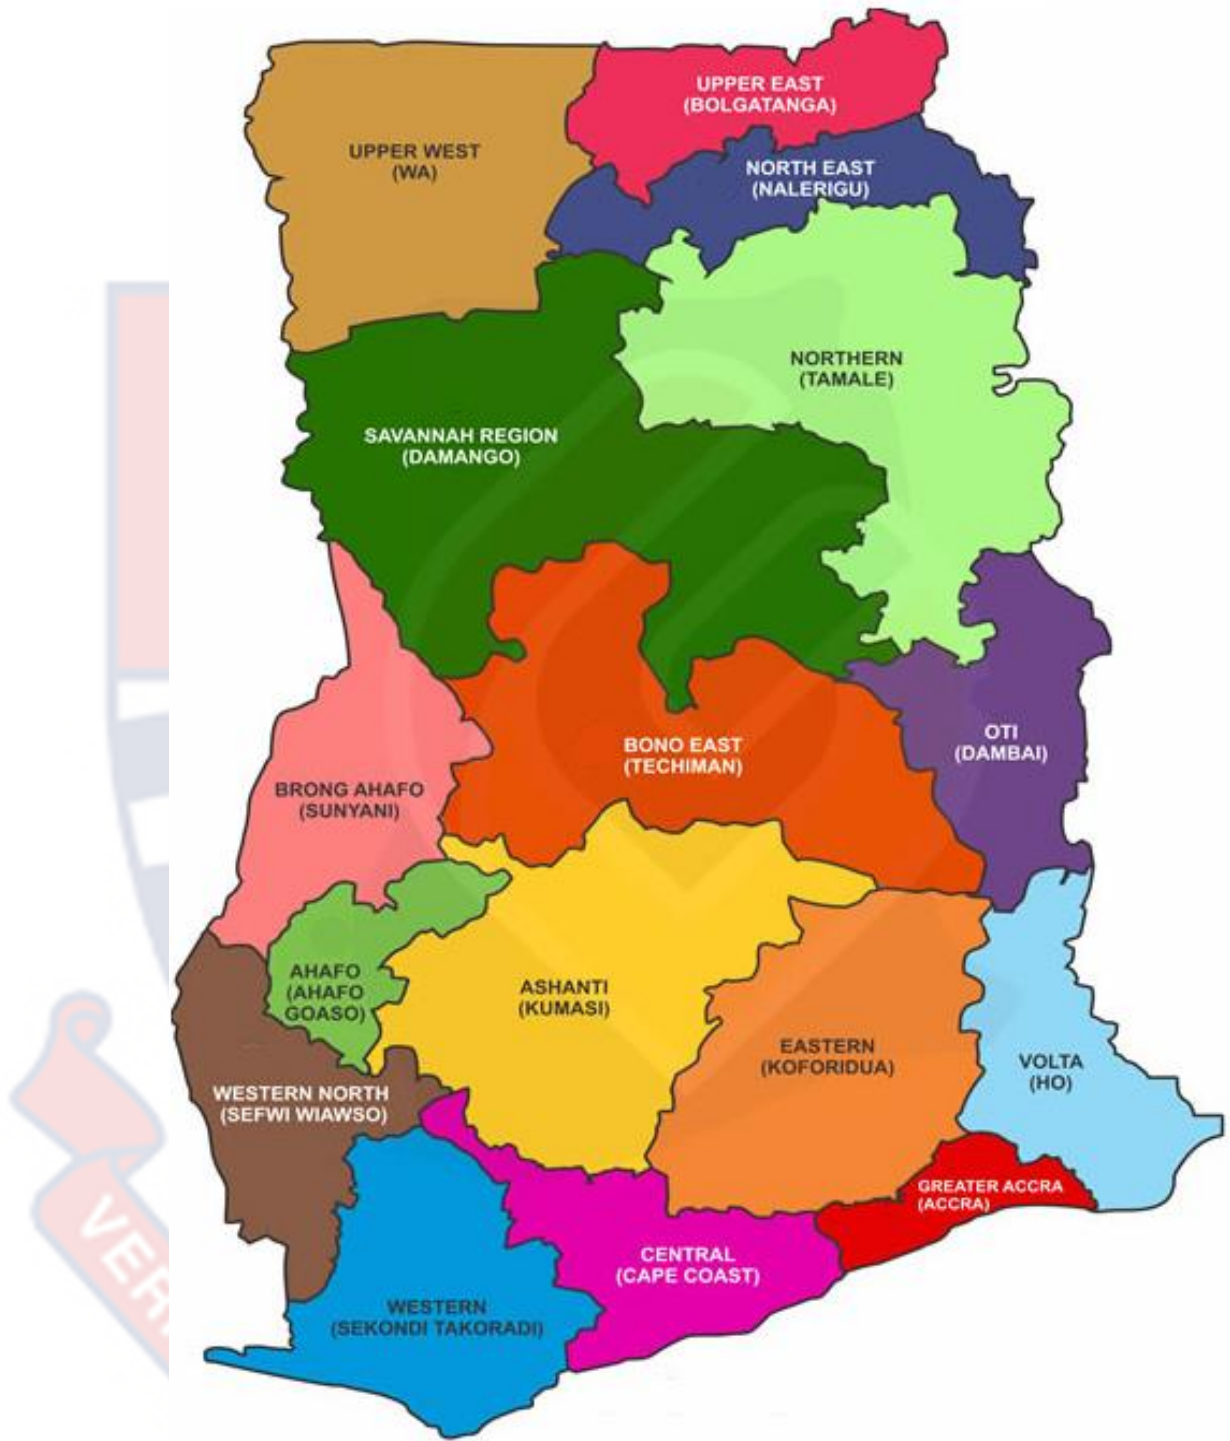 UPPER EAST
(BOLGATANGA)
UPPER WEST
(WA)
NORTH EAST
(NALERIGU)
NORTHERN
(TAMALE)
SAVANNAH REGION
(DAMANGO)
OTI
(DAMBAI)
BONO EAST
(TECHIMAN)
BRONG AHAFO
(SUNYANI)
AHAFO
(AHAFO
GOASO)
ASHANTI
(KUMASI)
EASTERN
(KOFORIDUA)
VOLTA
(HO)
WESTERN NORTH
(SEFWI WIAWSO)
GREATER ACCRA
(ACCRA)
CENTRAL
(CAPE COAST)
WESTERN
(SEKONDI TAKORADI)